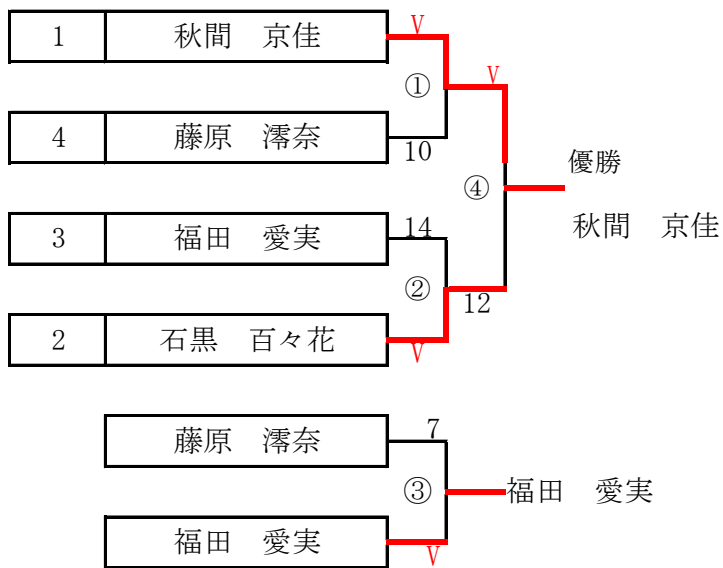 1 秋間 京佳 V
① V
4 藤原 澪奈 10
④ 優勝
秋間 京佳
3 福田 愛実 14
② 12
2 石黒 百々花 V
藤原 澪奈 7
③ 福田 愛実
福田 愛実 V